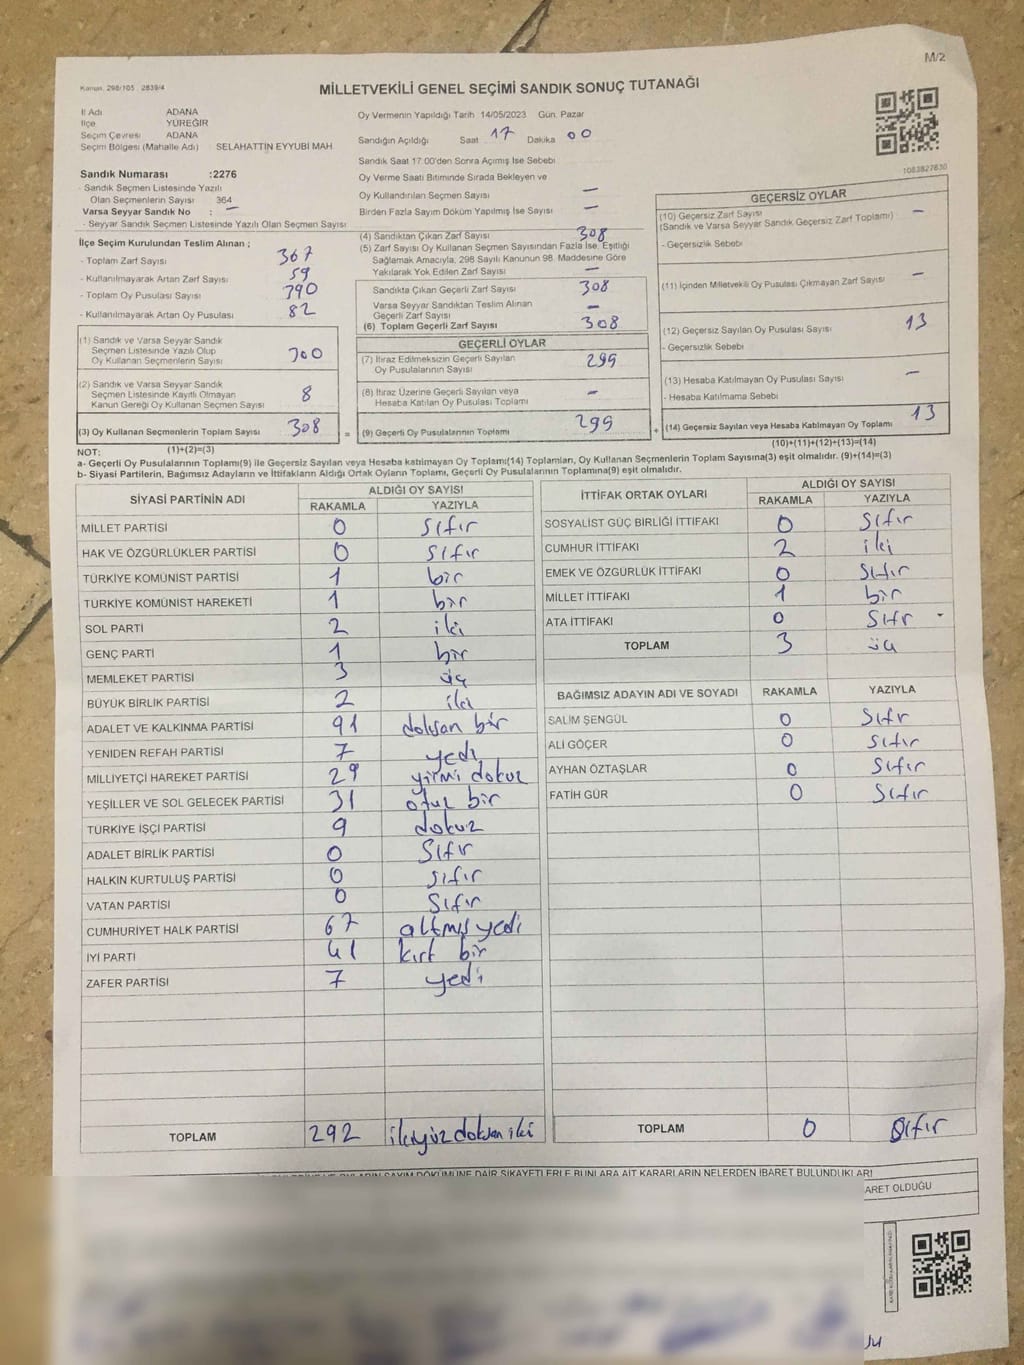 M/2
Kanun. 298/105 . 2839/4
MİLLETVEKİLİ GENEL SEÇİMİ SANDIK SONUÇ TUTANAĞI
İl Adı ADANA
İlçe YÜREĞİR
Seçim Çevresi ADANA
Seçim Bölgesi (Mahalle Adı) : SELAHATTİN EYYUBİ MAH
Oy Vermenin Yapıldığı Tarih 14/05/2023 Gün. Pazar
Sandığın Açıldığı Saat 17 Dakika 00
Sandık Saat 17:00'den Sonra Açımış İse Sebebi
1083827830
Sandık Numarası :2276
- Sandık Seçmen Listesinde Yazılı
Olan Seçmenlerin Sayısı 364
Varsa Seyyar Sandık No : -
- Seyyar Sandık Seçmen Listesinde Yazılı Olan Seçmen Sayısı
İlçe Seçim Kurulundan Teslim Alınan ;
- Toplam Zarf Sayısı 367
- Kullanılmayarak Artan Zarf Sayısı 59
- Toplam Oy Pusulası Sayısı 390
- Kullanılmayarak Artan Oy Pusulası 82
(1) Sandık ve Varsa Seyyar Sandık
Seçmen Listesinde Yazılı Olup
Oy Kullanan Seçmenlerin Sayısı 300
(2) Sandık ve Varsa Seyyar Sandık
Seçmen Listesinde Kayıtlı Olmayan
Kanun Gereği Oy Kullanan Seçmen Sayısı 8
(3) Oy Kullanan Seçmenlerin Toplam Sayısı 308
Oy Verme Saati Bitiminde Sırada Bekleyen ve
Oy Kullandırılan Seçmen Sayısı -
Birden Fazla Sayım Döküm Yapılmış İse Sayısı -
(4) Sandıktan Çıkan Zarf Sayısı 308
(5) Zarf Sayısı Oy Kullanan Seçmen Sayısından Fazla İse, Eşitliği
Sağlamak Amacıyla, 298 Sayılı Kanunun 98. Maddesine Göre
Yakılarak Yok Edilen Zarf Sayısı -
Sandıkta Çıkan Geçerli Zarf Sayısı 308
Varsa Seyyar Sandıktan Teslim Alınan
Geçerli Zarf Sayısı -
(6) Toplam Geçerli Zarf Sayısı 308
GEÇERLİ OYLAR
(7) İtiraz Edilmeksizin Geçerli Sayılan
Oy Pusulalarının Sayısı 295
(8) İtiraz Üzerine Geçerli Sayılan veya
Hesaba Katılan Oy Pusulası Toplamı -
= (9) Geçerli Oy Pusulalarının Toplamı 295
GEÇERSİZ OYLAR
(10) Geçersiz Zarf Sayısı -
(Sandık ve Varsa Seyyar Sandık Geçersiz Zarf Toplamı)
- Geçersizlik Sebebi
(11) İçinden Milletvekili Oy Pusulası Çıkmayan Zarf Sayısı -
(12) Geçersiz Sayılan Oy Pusulası Sayısı 13
- Geçersizlik Sebebi
(13) Hesaba Katılmayan Oy Pusulası Sayısı -
- Hesaba Katılmama Sebebi
+ (14) Geçersiz Sayılan veya Hesaba Katılmayan Oy Toplamı 13
NOT: (1)+(2)=(3) (10)+(11)+(12)+(13)=(14)
a- Geçerli Oy Pusulalarının Toplamı(9) ile Geçersiz Sayılan veya Hesaba katılmayan Oy Toplamı(14) Toplamları, Oy Kullanan Seçmenlerin Toplam Sayısına(3) eşit olmalıdır. (9)+(14)=(3)
b- Siyasi Partilerin, Bağımsız Adayların ve İttifakların Aldığı Ortak Oyların Toplamı, Geçerli Oy Pusulalarının Toplamına(9) eşit olmalıdır.
SİYASİ PARTİNİN ADI ALDIĞI OY SAYISI
RAKAMLA YAZIYLA
MİLLET PARTİSİ 0 Sıfır
HAK VE ÖZGÜRLÜKLER PARTİSİ 0 Sıfır
TÜRKİYE KOMÜNİST PARTİSİ 1 bir
TÜRKİYE KOMÜNİST HAREKETİ 1 bir
SOL PARTİ 2 iki
GENÇ PARTİ 1 bir
MEMLEKET PARTİSİ 3 üç
BÜYÜK BİRLİK PARTİSİ 2 iki
ADALET VE KALKINMA PARTİSİ 91 doksan bir
YENİDEN REFAH PARTİSİ 7 yedi
MİLLİYETÇİ HAREKET PARTİSİ 29 yirmi dokuz
YEŞİLLER VE SOL GELECEK PARTİSİ 31 otuz bir
TÜRKİYE İŞÇİ PARTİSİ 9 dokuz
ADALET BİRLİK PARTİSİ 0 Sıfır
HALKIN KURTULUŞ PARTİSİ 0 sıfır
VATAN PARTİSİ 0 Sıfır
CUMHURİYET HALK PARTİSİ 67 altmış yedi
İYİ PARTİ 41 kırk bir
ZAFER PARTİSİ 7 yedi
TOPLAM 292 ikiyüz doksan iki
İTTİFAK ORTAK OYLARI ALDIĞI OY SAYISI
RAKAMLA YAZIYLA
SOSYALİST GÜÇ BİRLİĞİ İTTİFAKI 0 Sıfır
CUMHUR İTTİFAKI 2 iki
EMEK VE ÖZGÜRLÜK İTTİFAKI 0 Sıfır
MİLLET İTTİFAKI 1 bir
ATA İTTİFAKI 0 Sıfr
TOPLAM 3 üç
BAĞIMSIZ ADAYIN ADI VE SOYADI RAKAMLA YAZIYLA
SALİM ŞENGÜL 0 Sıfr
ALİ GÖÇER 0 Sıfır
AYHAN ÖZTAŞLAR 0 Sıfır
FATİH GÜR 0 Sıfır
TOPLAM 0 Sıfır
SAYIM DÖKÜMÜNE DAİR ŞİKAYETLERLE BUNLARA AİT KARARLARIN NELERDEN İBARET BULUNDUKLARI
ARET OLDUĞU